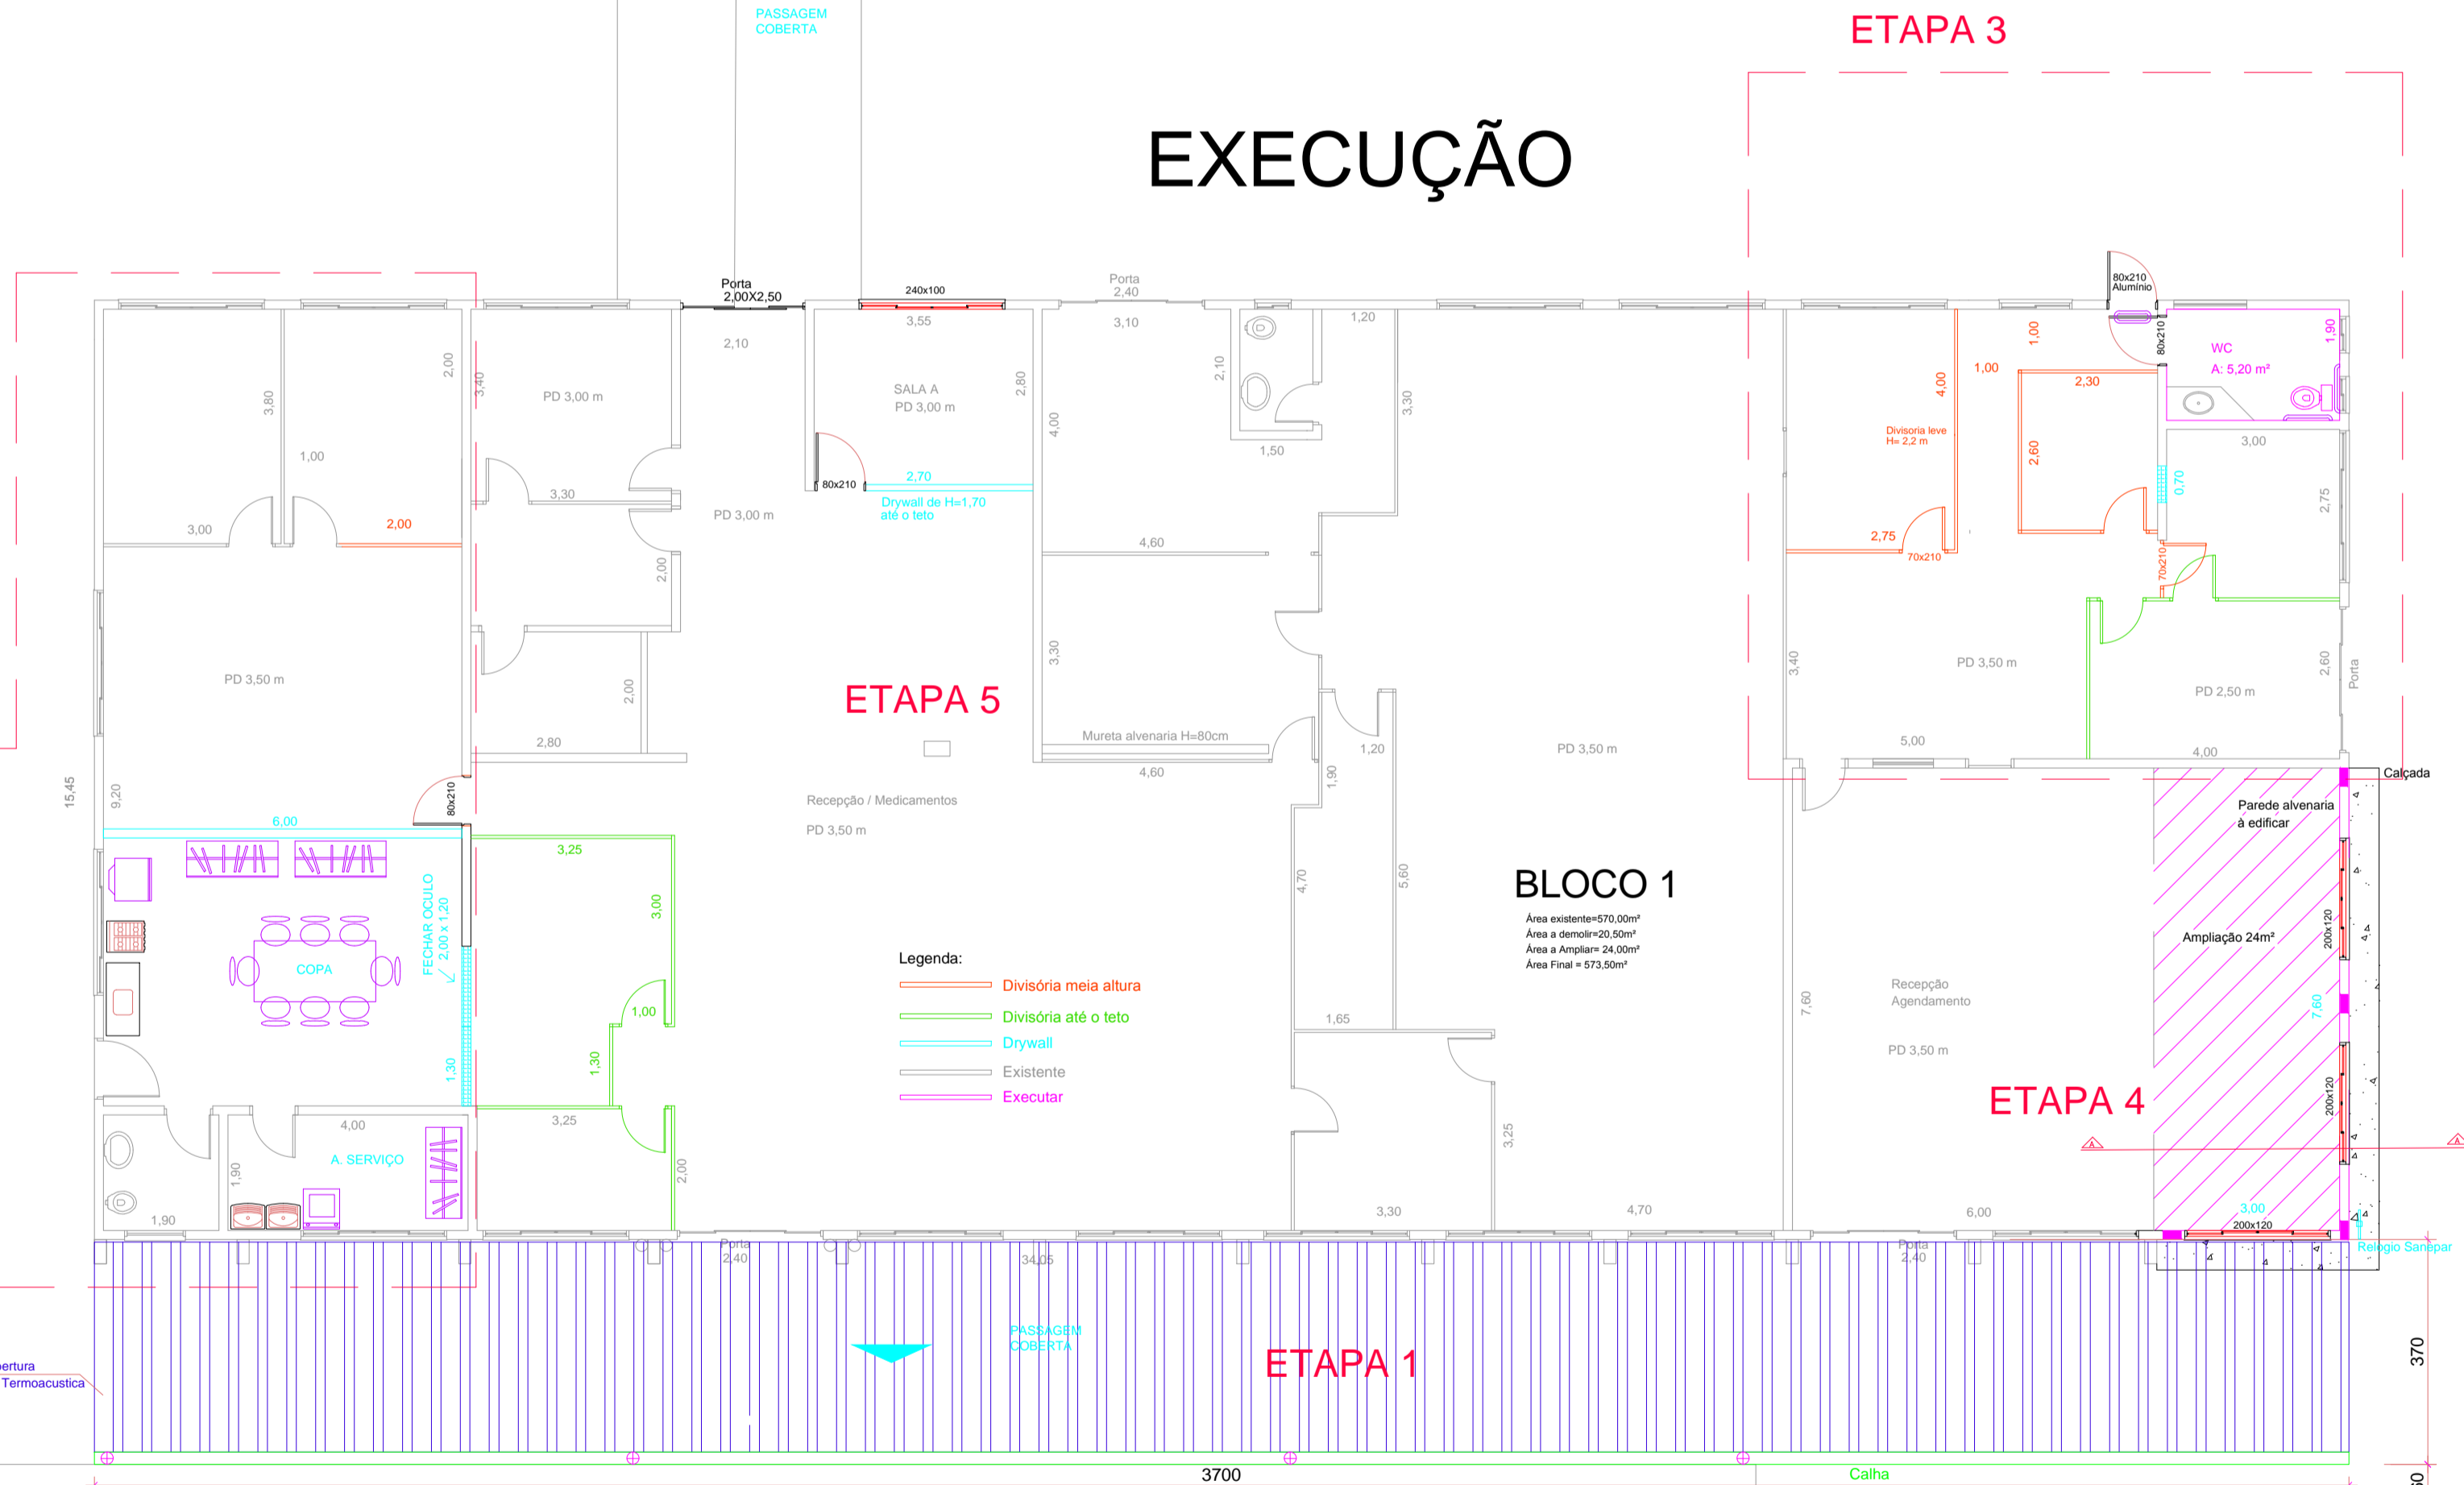 PASSAGEM
COBERTA
ETAPA 3
EXECUÇÃO
Porta
2,00X2,50
240x100
Porta
2,40
80x210
Alumínio
3,55
3,10
1,20
2,10
2,00
3,40
3,80
PD 3,00 m
SALA A
PD 3,00 m
2,80
2,10
4,00
3,30
1,50
4,00
1,00
1,00
2,30
80x210
WC
A: 5,20 m²
1,90
Divisoria leve
H= 2,2 m
2,60
3,00
0,70
2,75
1,00
3,00
2,00
3,30
PD 3,00 m
80x210
2,70
Drywall de H=1,70
até o teto
4,60
2,75
70x210
70x210
2,00
PD 3,50 m
2,00
2,80
ETAPA 5
3,30
Mureta alvenaria H=80cm
4,60
1,20
1,90
PD 3,50 m
3,40
PD 3,50 m
5,00
PD 2,50 m
2,60
Porta
4,00
15,45
9,20
80x210
6,00
Recepção / Medicamentos
PD 3,50 m
Calçada
Parede alvenaria
à edificar
3,25
3,00
FECHAR OCULO
2,00 x 1,20
COPA
4,70
5,60
BLOCO 1
Área existente=570,00m²
Área a demolir=20,50m²
Área a Ampliar= 24,00m²
Área Final = 573,50m²
Ampliação 24m²
200x120
Legenda:
Divisória meia altura
Divisória até o teto
Drywall
Existente
Executar
1,00
1,30
1,30
1,65
7,60
Recepção
Agendamento
PD 3,50 m
7,60
ETAPA 4
200x120
A
A
4,00
A. SERVIÇO
1,90
1,90
3,25
2,00
3,25
3,30
4,70
6,00
3,00
200x120
Relógio Sanepar
Porta
2,40
34,05
Porta
2,40
PASSAGEM
COBERTA
ETAPA 1
370
Termoacustica
3700
Calha